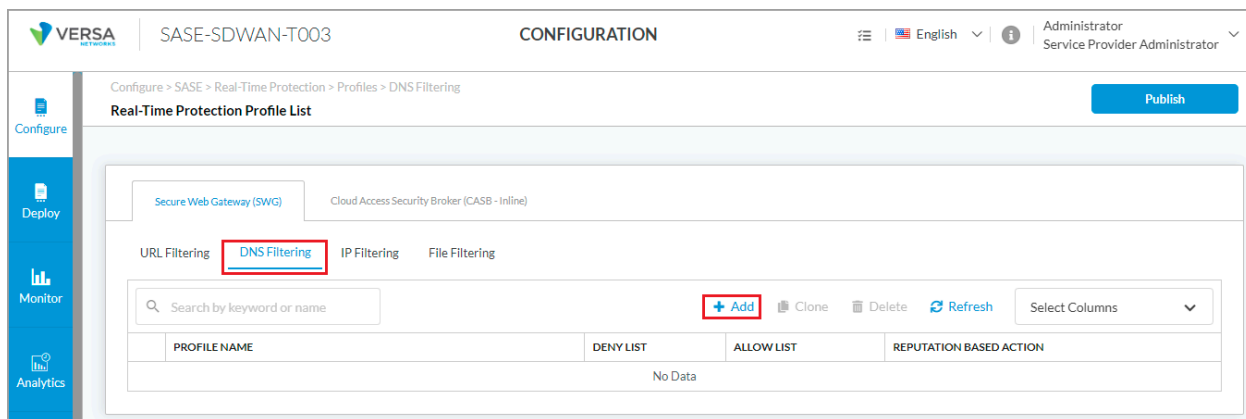 VERSA
NETWORKS
SASE-SDWAN-T003
CONFIGURATION
English
i
Administrator
Service Provider Administrator
Configure > SASE > Real-Time Protection > Profiles > DNS Filtering
Real-Time Protection Profile List
Publish
Configure
Deploy
Monitor
Analytics
Secure Web Gateway (SWG)
Cloud Access Security Broker (CASB - Inline)
URL Filtering
DNS Filtering
IP Filtering
File Filtering
Search by keyword or name
+ Add
Clone
Delete
Refresh
Select Columns
PROFILE NAME
DENY LIST
ALLOW LIST
REPUTATION BASED ACTION
No Data